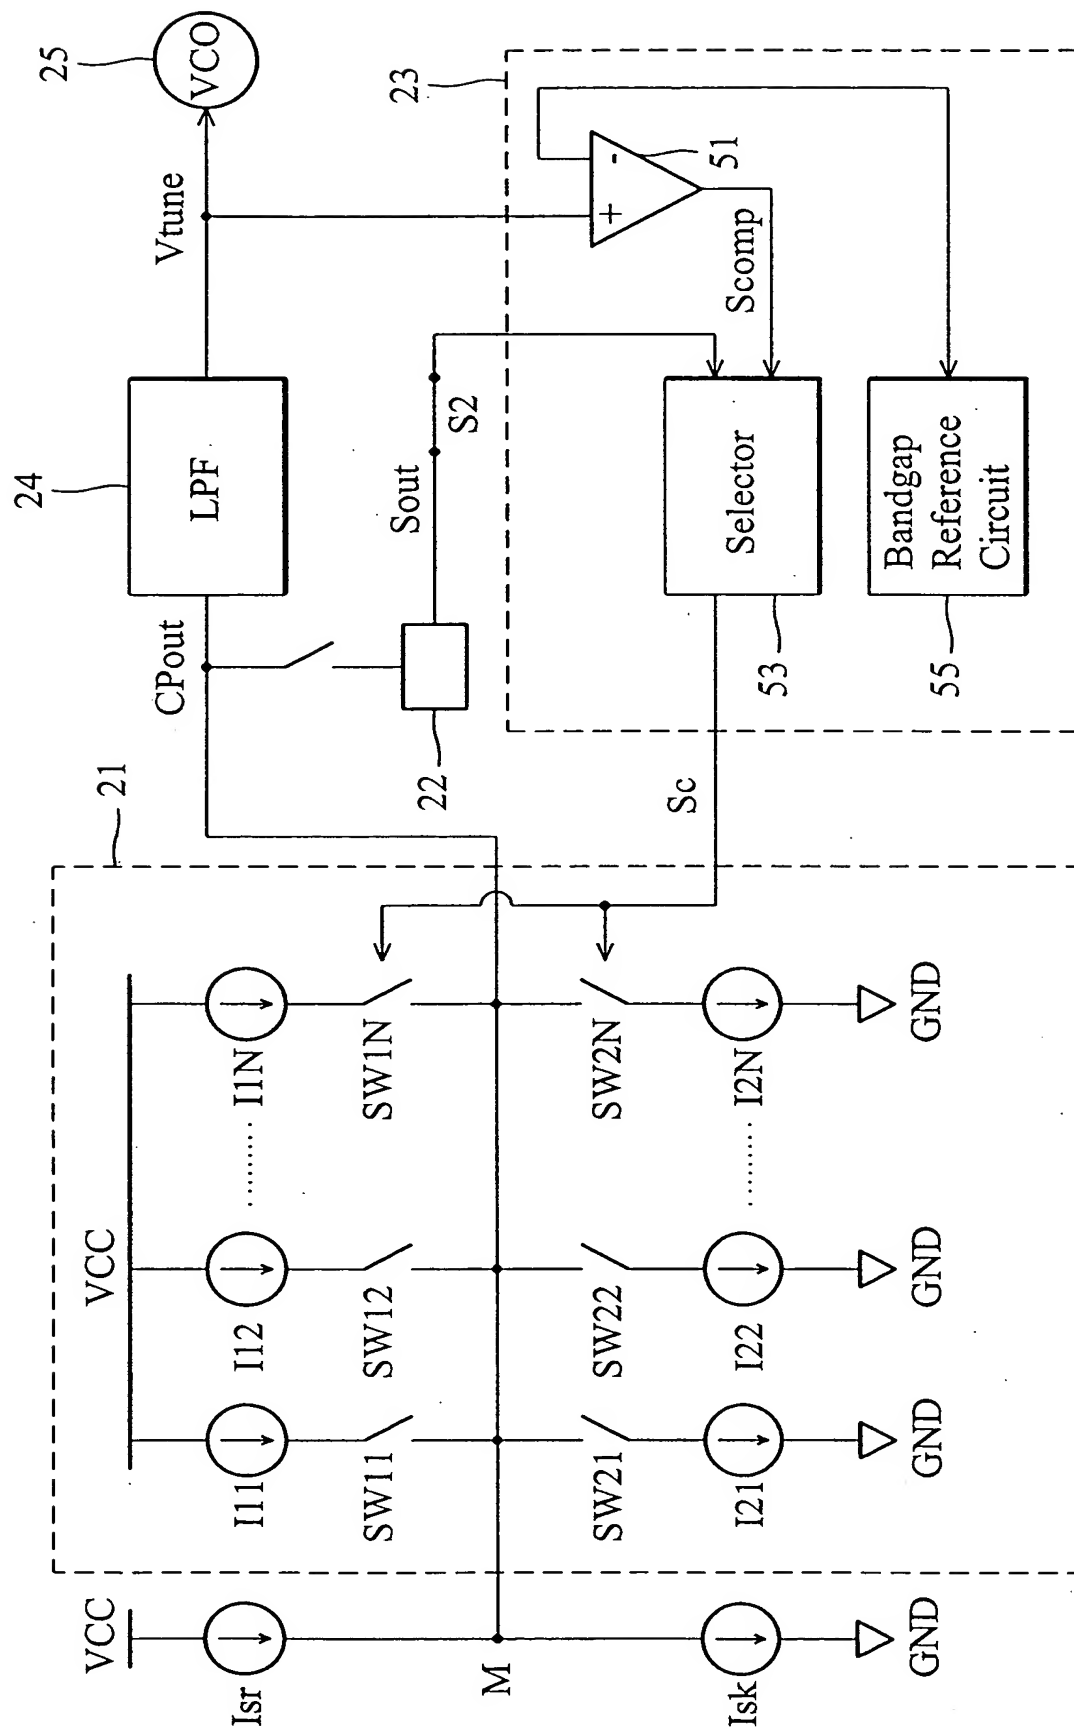 VCC
VCC
21
Isr
I11
I12
I1N
SW11
SW12
SW1N
M
SW21
SW22
SW2N
Isk
I21
I22
I2N
GND
GND
GND
GND
24
25
CPout
LPF
Vtune
VCO
22
Sout
S2
23
Sc
+
-
51
Scomp
Selector
53
Bandgap
Reference
Circuit
55